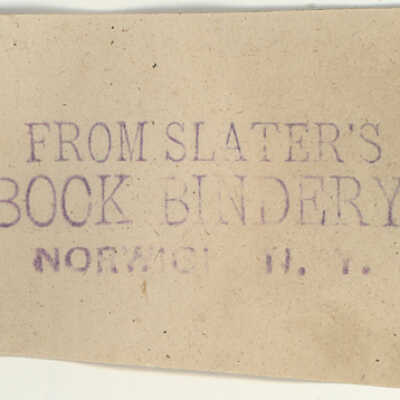 FROM SLATER'S
BOOK BINDERY
NORWICH N. Y.